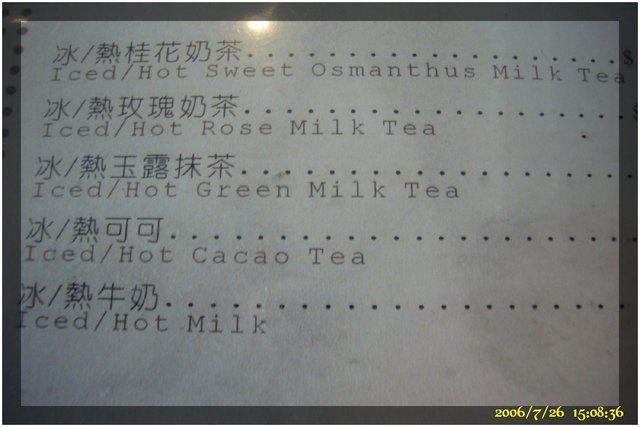 冰/熱桂花奶茶....................$
Iced/Hot Sweet Osmanthus Milk Tea
冰/熱玫瑰奶茶....................$
Iced/Hot Rose Milk Tea
冰/熱玉露抹茶....................
Iced/Hot Green Milk Tea
冰/熱可可....................
Iced/Hot Cacao Tea
冰/熱牛奶....................
Iced/Hot Milk
2006/7/26 15:08:36